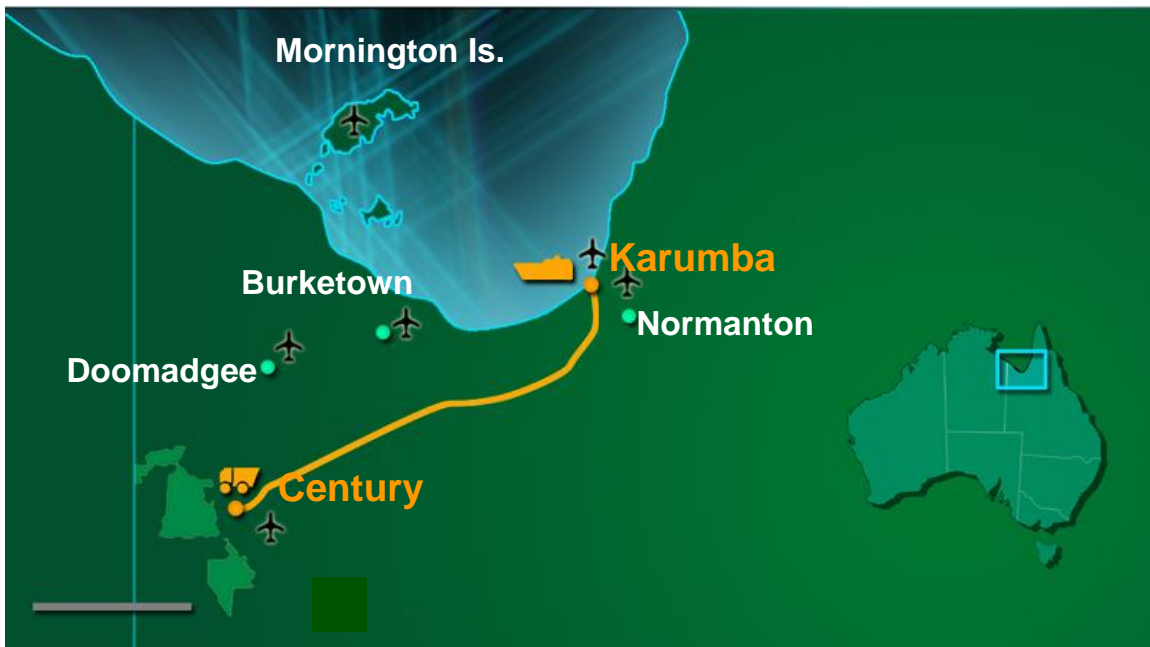 Mornington Is.
Karumba
Burketown
Normanton
Doomadgee
Century